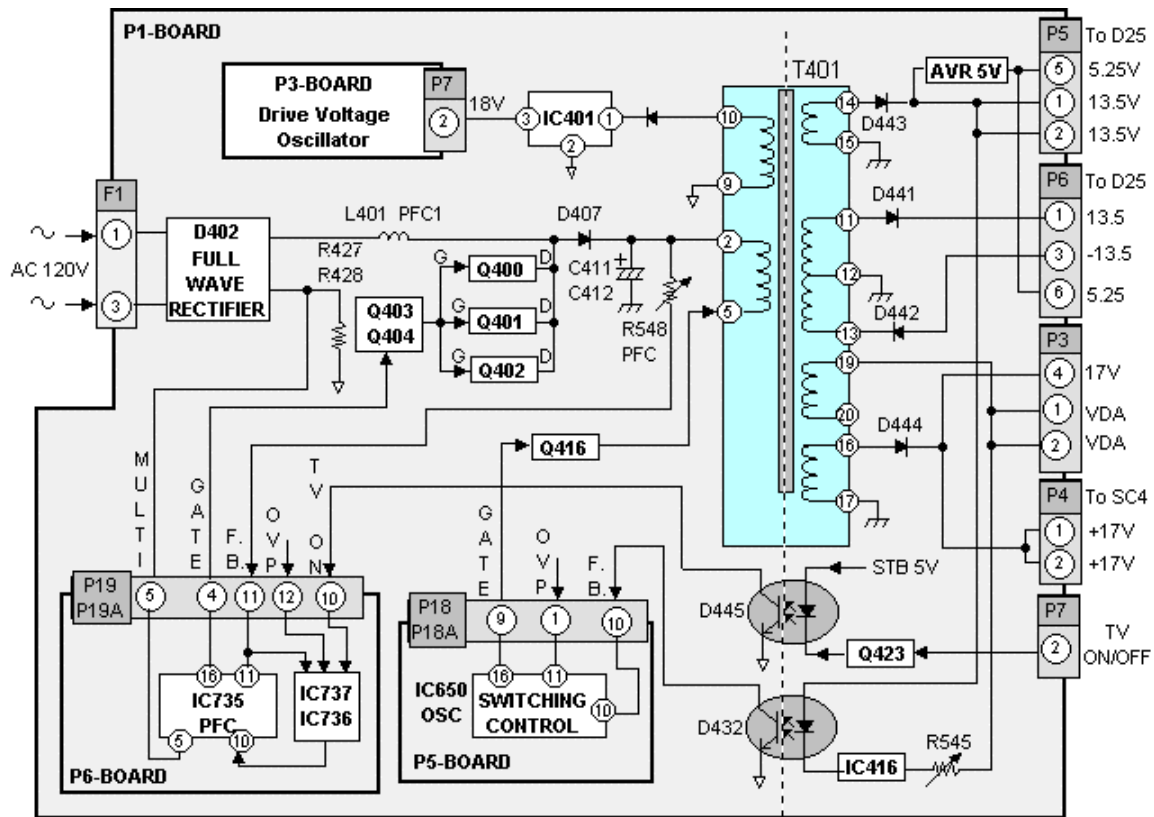 P1-BOARD
P3-BOARD
Drive Voltage
Oscillator
P7
2
18V
3
IC401
1
2
10
9
T401
14
D443
15
AVR 5V
P5
To D25
5
5.25V
1
13.5V
2
13.5V
F1
1
AC 120V
3
D402
FULL
WAVE
RECTIFIER
L401 PFC1
R427
R428
Q403
Q404
G
Q400
D
G
Q401
D
G
Q402
D
D407
C411
+
C412
R548
PFC
2
5
11
D441
12
D442
13
P6
To D25
1
13.5
3
-13.5
6
5.25
19
20
16
D444
17
P3
4
17V
1
VDA
2
VDA
P4
To SC4
1
+17V
2
+17V
P7
2
TV
ON/OFF
Q416
MULTI
GATE
F.B.
OVP
TV ON
GATE
OVP
F.B.
STB 5V
D445
Q423
D432
IC416
R545
P19
P19A
5
4
11
12
10
16
11
IC735
PFC
5
10
IC737
IC736
P6-BOARD
P18
P18A
9
1
10
IC650
OSC
16
11
SWITCHING
CONTROL
10
P5-BOARD